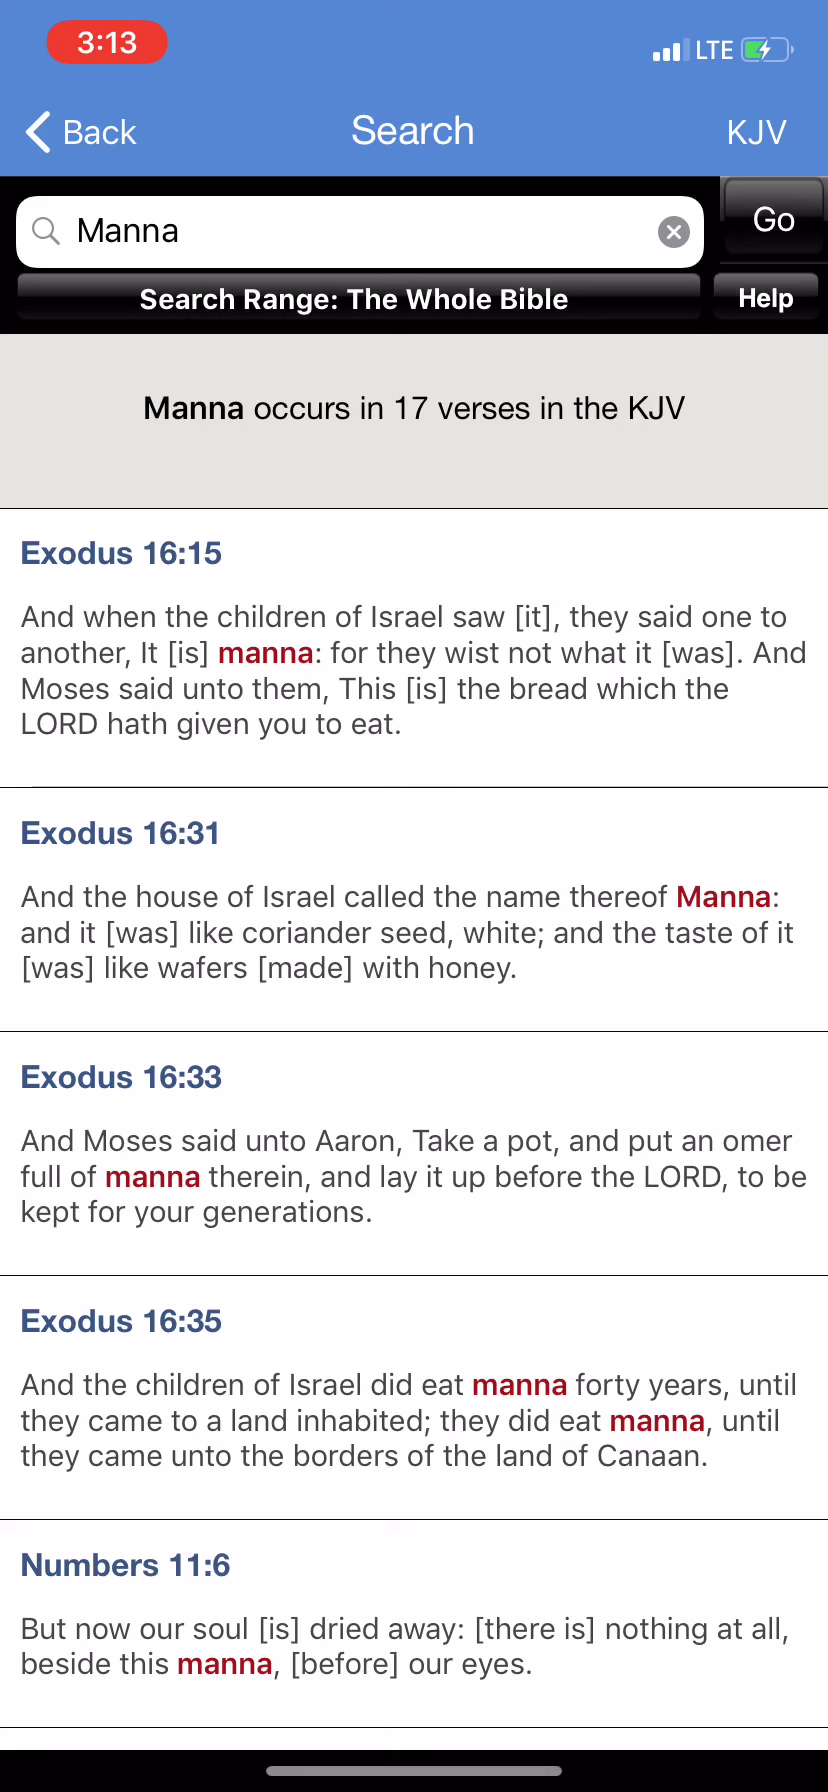 3:13
LTE
Back
Search
KJV
Manna
Go
Search Range: The Whole Bible
Help
Manna occurs in 17 verses in the KJV
Exodus 16:15
And when the children of Israel saw [it], they said one to
another, It [is] manna: for they wist not what it [was]. And
Moses said unto them, This [is] the bread which the
LORD hath given you to eat.
Exodus 16:31
And the house of Israel called the name thereof Manna:
and it [was] like coriander seed, white; and the taste of it
[was] like wafers [made] with honey.
Exodus 16:33
And Moses said unto Aaron, Take a pot, and put an omer
full of manna therein, and lay it up before the LORD, to be
kept for your generations.
Exodus 16:35
And the children of Israel did eat manna forty years, until
they came to a land inhabited; they did eat manna, until
they came unto the borders of the land of Canaan.
Numbers 11:6
But now our soul [is] dried away: [there is] nothing at all,
beside this manna, [before] our eyes.